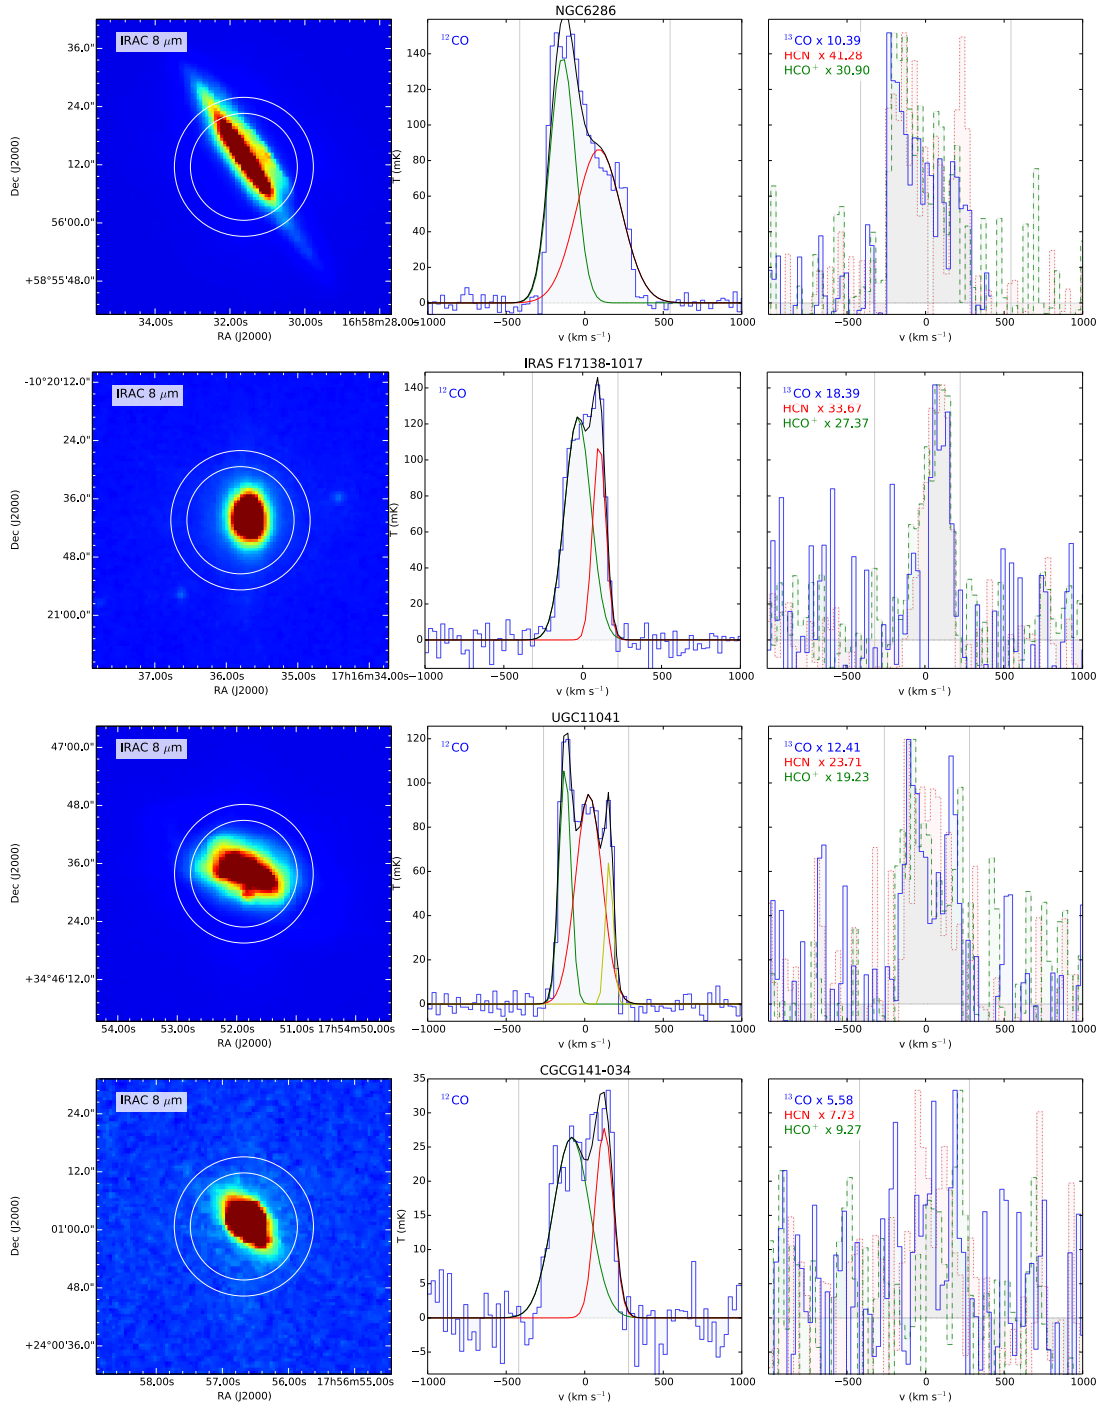 NGC6286
IRAC 8 μm
36.0"
24.0"
12.0"
56'00.0"
+58°55'48.0"
Dec (J2000)
34.00s 32.00s 30.00s 16h58m28.00s
RA (J2000)
¹²CO
140
120
100
80
60
40
20
0
T (mK)
−1000 −500 0 500 1000
v (km s⁻¹)
¹³CO x 10.39
HCN x 41.28
HCO⁺ x 30.90
−500 0 500 1000
v (km s⁻¹)
IRAS F17138-1017
IRAC 8 μm
-10°20'12.0"
24.0"
36.0"
48.0"
21'00.0"
Dec (J2000)
37.00s 36.00s 35.00s 17h16m34.00s
RA (J2000)
¹²CO
140
120
100
80
60
40
20
0
T (mK)
−1000 −500 0 500 1000
v (km s⁻¹)
¹³CO x 18.39
HCN x 33.67
HCO⁺ x 27.37
−500 0 500 1000
v (km s⁻¹)
UGC11041
IRAC 8 μm
47'00.0"
48.0"
36.0"
24.0"
+34°46'12.0"
Dec (J2000)
54.00s 53.00s 52.00s 51.00s 17h54m50.00s
RA (J2000)
¹²CO
120
100
80
60
40
20
0
T (mK)
−1000 −500 0 500 1000
v (km s⁻¹)
¹³CO x 12.41
HCN x 23.71
HCO⁺ x 19.23
−500 0 500 1000
v (km s⁻¹)
CGCG141-034
IRAC 8 μm
24.0"
12.0"
01'00.0"
48.0"
+24°00'36.0"
Dec (J2000)
58.00s 57.00s 56.00s 17h56m55.00s
RA (J2000)
¹²CO
35
30
25
20
15
10
5
0
−5
T (mK)
−1000 −500 0 500 1000
v (km s⁻¹)
¹³CO x 5.58
HCN x 7.73
HCO⁺ x 9.27
−500 0 500 1000
v (km s⁻¹)